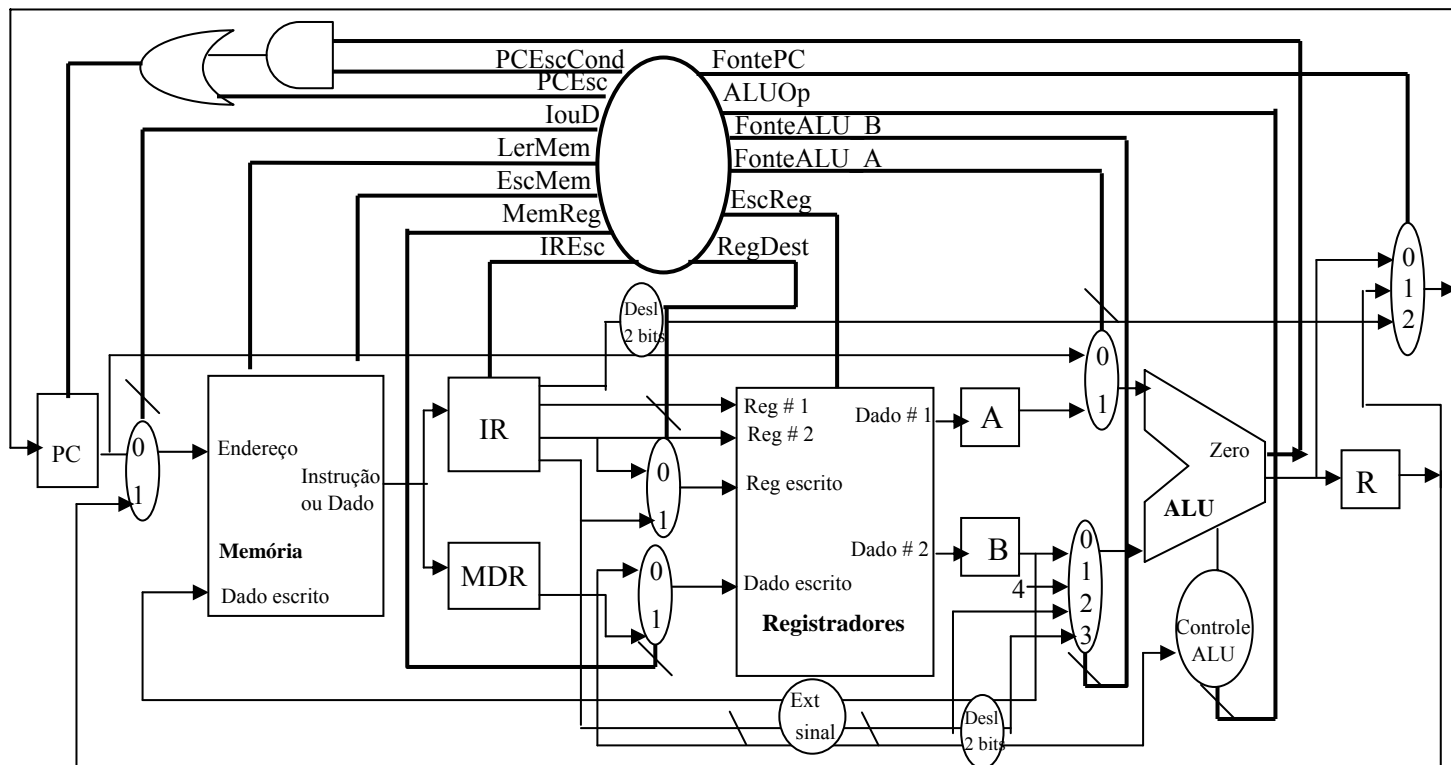 PCEscCond
FontePC
PCEsc
ALUOp
IouD
FonteALU_B
LerMem
FonteALU_A
EscMem
EscReg
MemReg
IREsc
RegDest
Desl
2 bits
0
1
2
0
1
PC
0
1
Endereço
Instrução
ou Dado
Memória
Dado escrito
IR
MDR
0
1
0
1
Reg # 1
Reg # 2
Reg escrito
Dado # 1
Dado # 2
Dado escrito
Registradores
A
B
4
0
1
2
3
Zero
ALU
R
Controle
ALU
Ext
sinal
Desl
2 bits